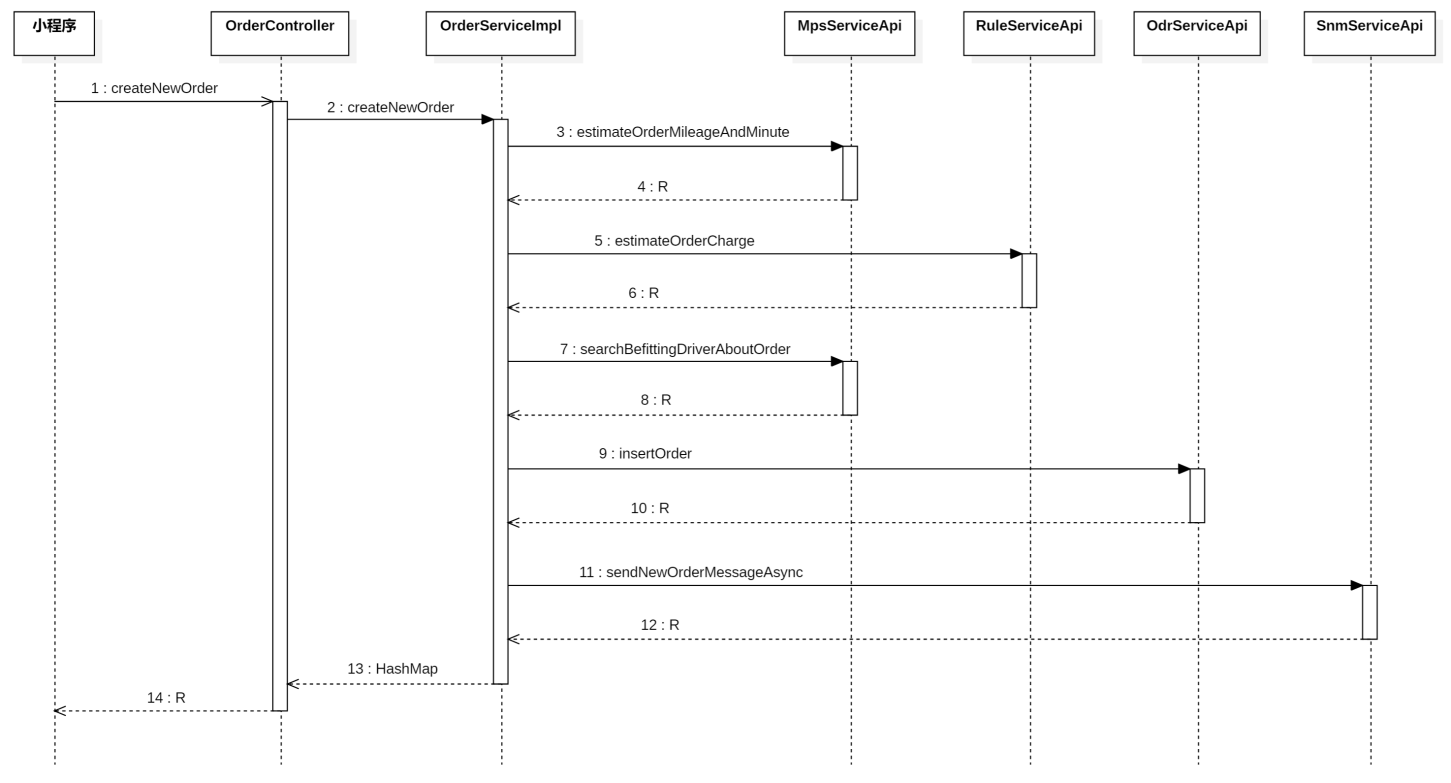 小程序
OrderController
OrderServiceImpl
MpsServiceApi
RuleServiceApi
OdrServiceApi
SnmServiceApi
1 : createNewOrder
2 : createNewOrder
3 : estimateOrderMileageAndMinute
4 : R
5 : estimateOrderCharge
6 : R
7 : searchBefittingDriverAboutOrder
8 : R
9 : insertOrder
10 : R
11 : sendNewOrderMessageAsync
12 : R
13 : HashMap
14 : R